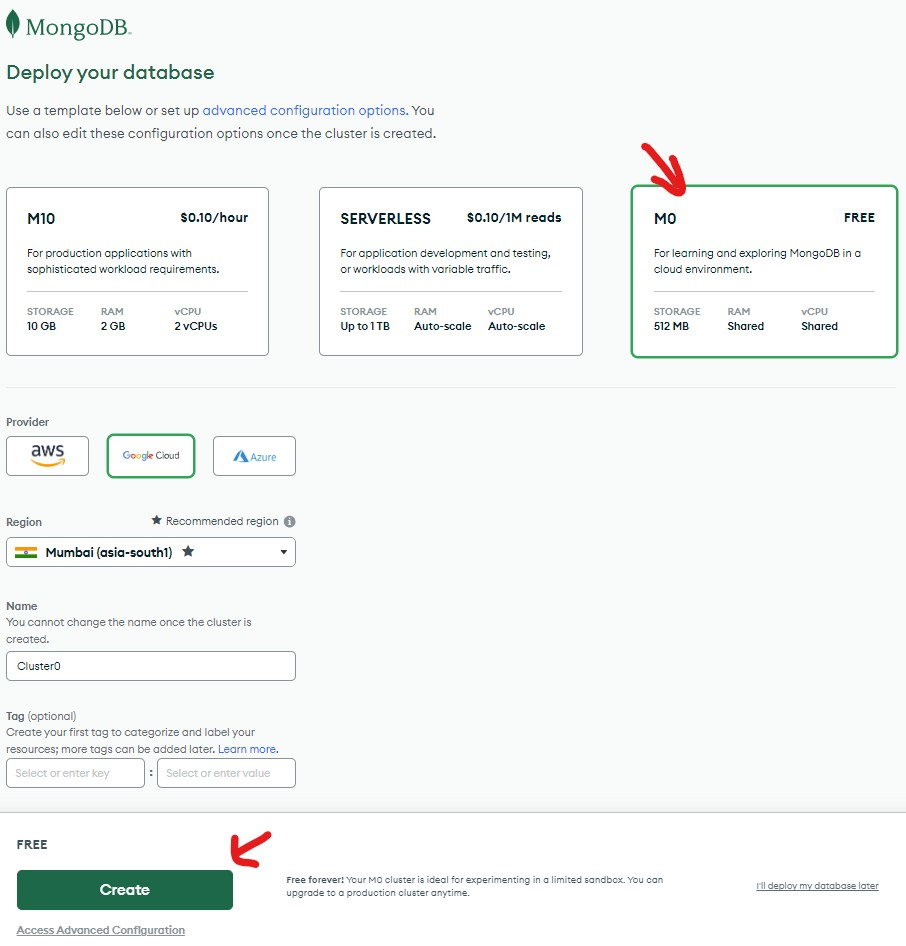 MongoDB.
Deploy your database
Use a template below or set up advanced configuration options. You
can also edit these configuration options once the cluster is created.
M10 $0.10/hour
For production applications with
sophisticated workload requirements.
STORAGE RAM vCPU
10 GB 2 GB 2 vCPUs
SERVERLESS $0.10/1M reads
For application development and testing,
or workloads with variable traffic.
STORAGE RAM vCPU
Up to 1 TB Auto-scale Auto-scale
M0 FREE
For learning and exploring MongoDB in a
cloud environment.
STORAGE RAM vCPU
512 MB Shared Shared
Provider
aws Google Cloud Azure
Region ★ Recommended region i
Mumbai (asia-south1) ★
Name
You cannot change the name once the cluster is
created.
Cluster0
Tag (optional)
Create your first tag to categorize and label your
resources; more tags can be added later. Learn more.
Select or enter key : Select or enter value
FREE
Create
Access Advanced Configuration
Free forever! Your M0 cluster is ideal for experimenting in a limited sandbox. You can
upgrade to a production cluster anytime.
I'll deploy my database later